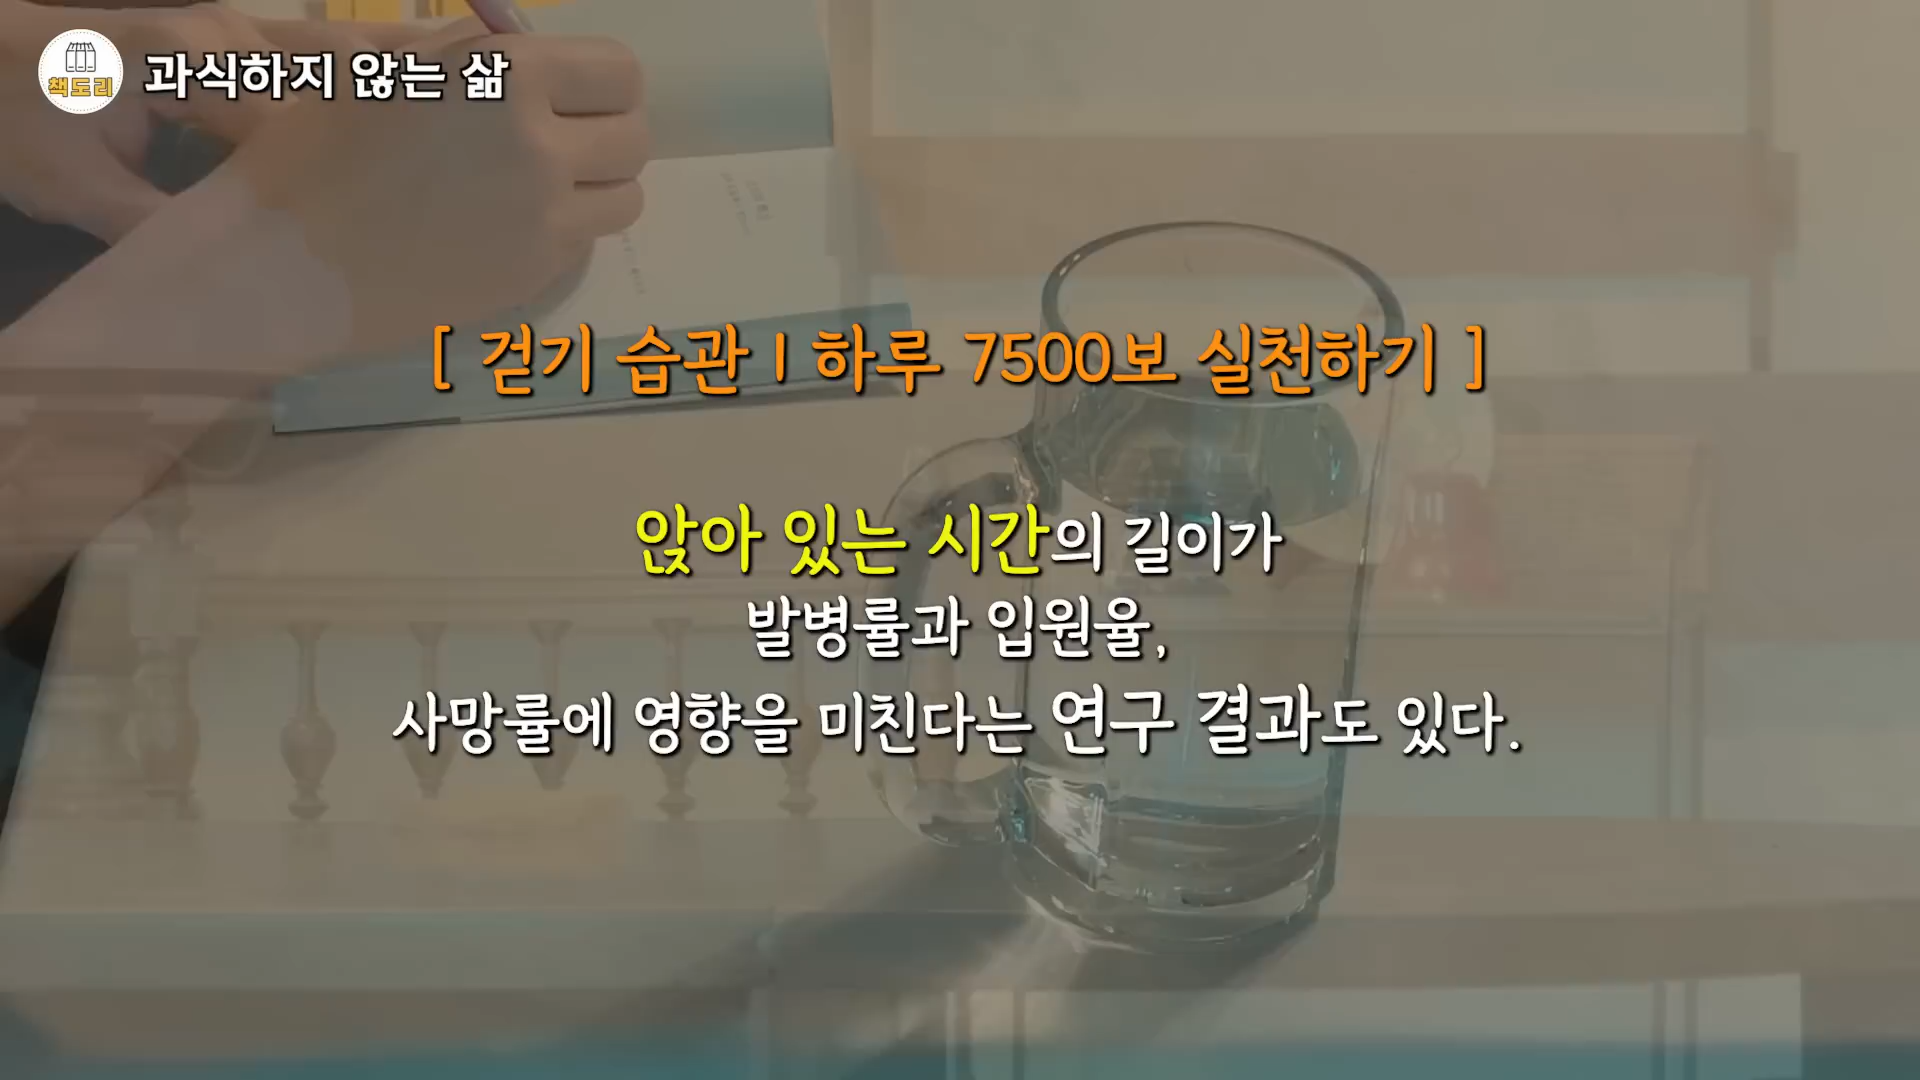 책도리
과식하지 않는 삶
[ 걷기 습관 I 하루 7500보 실천하기 ]
앉아 있는 시간의 길이가
발병률과 입원율,
사망률에 영향을 미친다는 연구 결과도 있다.